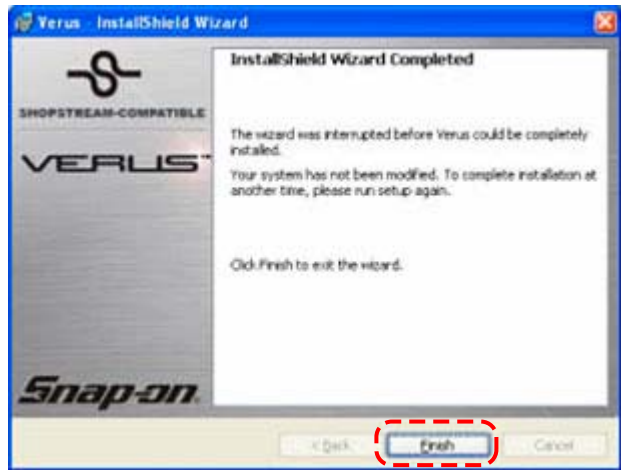 Verus - InstallShield Wizard
InstallShield Wizard Completed
SHOPSTREAM-COMPATIBLE
VERUS
The wizard was interrupted before Verus could be completely
installed.
Your system has not been modified. To complete installation at
another time, please run setup again.
Click Finish to exit the wizard.
Snap-on
< Back Finish Cancel